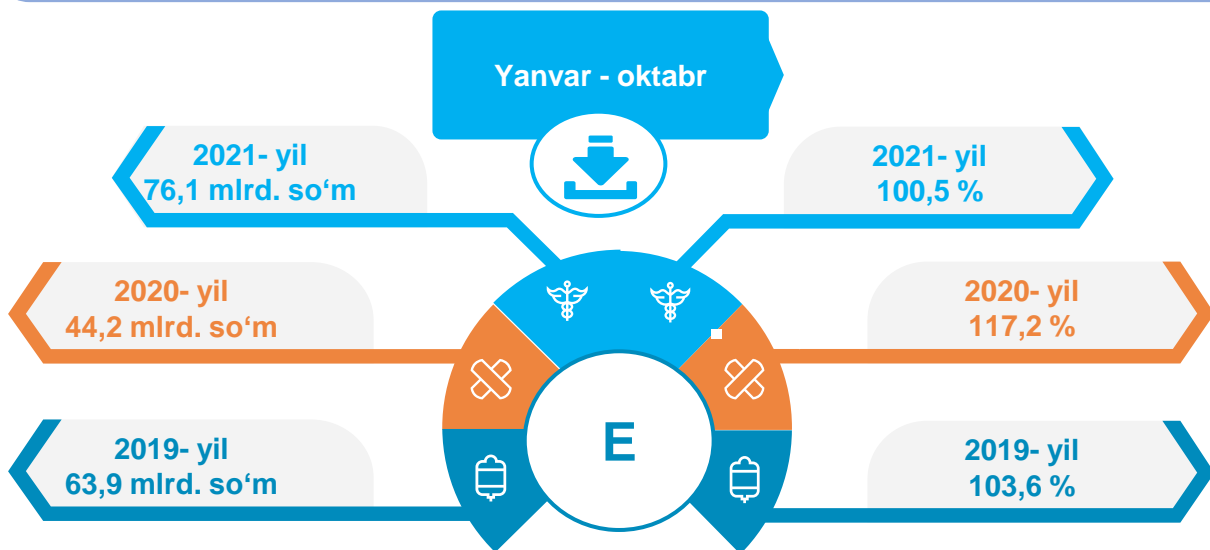 Yanvar - oktabr
2021- yil
76,1 mlrd. so‘m
2021- yil
100,5 %
2020- yil
44,2 mlrd. so‘m
2020- yil
117,2 %
E
2019- yil
63,9 mlrd. so‘m
2019- yil
103,6 %